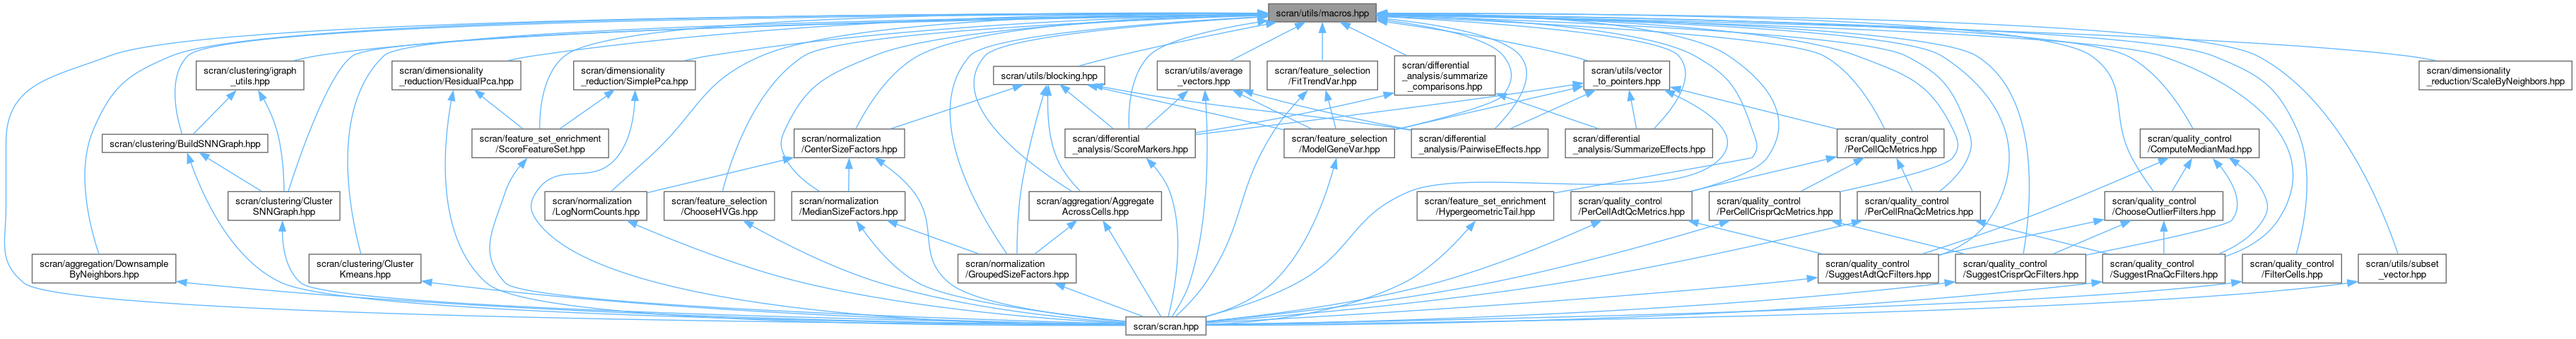 scran/utils/macros.hpp
scran/clustering/igraph
_utils.hpp
scran/dimensionality
_reduction/ResidualPca.hpp
scran/dimensionality
_reduction/SimplePca.hpp
scran/utils/blocking.hpp
scran/utils/average
_vectors.hpp
scran/feature_selection
/FitTrendVar.hpp
scran/differential
_analysis/summarize
_comparisons.hpp
scran/utils/vector
_to_pointers.hpp
scran/dimensionality
_reduction/ScaleByNeighbors.hpp
scran/clustering/BuildSNNGraph.hpp
scran/feature_set_enrichment
/ScoreFeatureSet.hpp
scran/normalization
/CenterSizeFactors.hpp
scran/differential
_analysis/ScoreMarkers.hpp
scran/feature_selection
/ModelGeneVar.hpp
scran/differential
_analysis/PairwiseEffects.hpp
scran/differential
_analysis/SummarizeEffects.hpp
scran/quality_control
/PerCellQcMetrics.hpp
scran/quality_control
/ComputeMedianMad.hpp
scran/clustering/Cluster
SNNGraph.hpp
scran/normalization
/LogNormCounts.hpp
scran/feature_selection
/ChooseHVGs.hpp
scran/normalization
/MedianSizeFactors.hpp
scran/aggregation/Aggregate
AcrossCells.hpp
scran/feature_set_enrichment
/HypergeometricTail.hpp
scran/quality_control
/PerCellAdtQcMetrics.hpp
scran/quality_control
/PerCellCrisprQcMetrics.hpp
scran/quality_control
/PerCellRnaQcMetrics.hpp
scran/quality_control
/ChooseOutlierFilters.hpp
scran/aggregation/Downsample
ByNeighbors.hpp
scran/clustering/Cluster
Kmeans.hpp
scran/normalization
/GroupedSizeFactors.hpp
scran/quality_control
/SuggestAdtQcFilters.hpp
scran/quality_control
/SuggestCrisprQcFilters.hpp
scran/quality_control
/SuggestRnaQcFilters.hpp
scran/quality_control
/FilterCells.hpp
scran/utils/subset
_vector.hpp
scran/scran.hpp